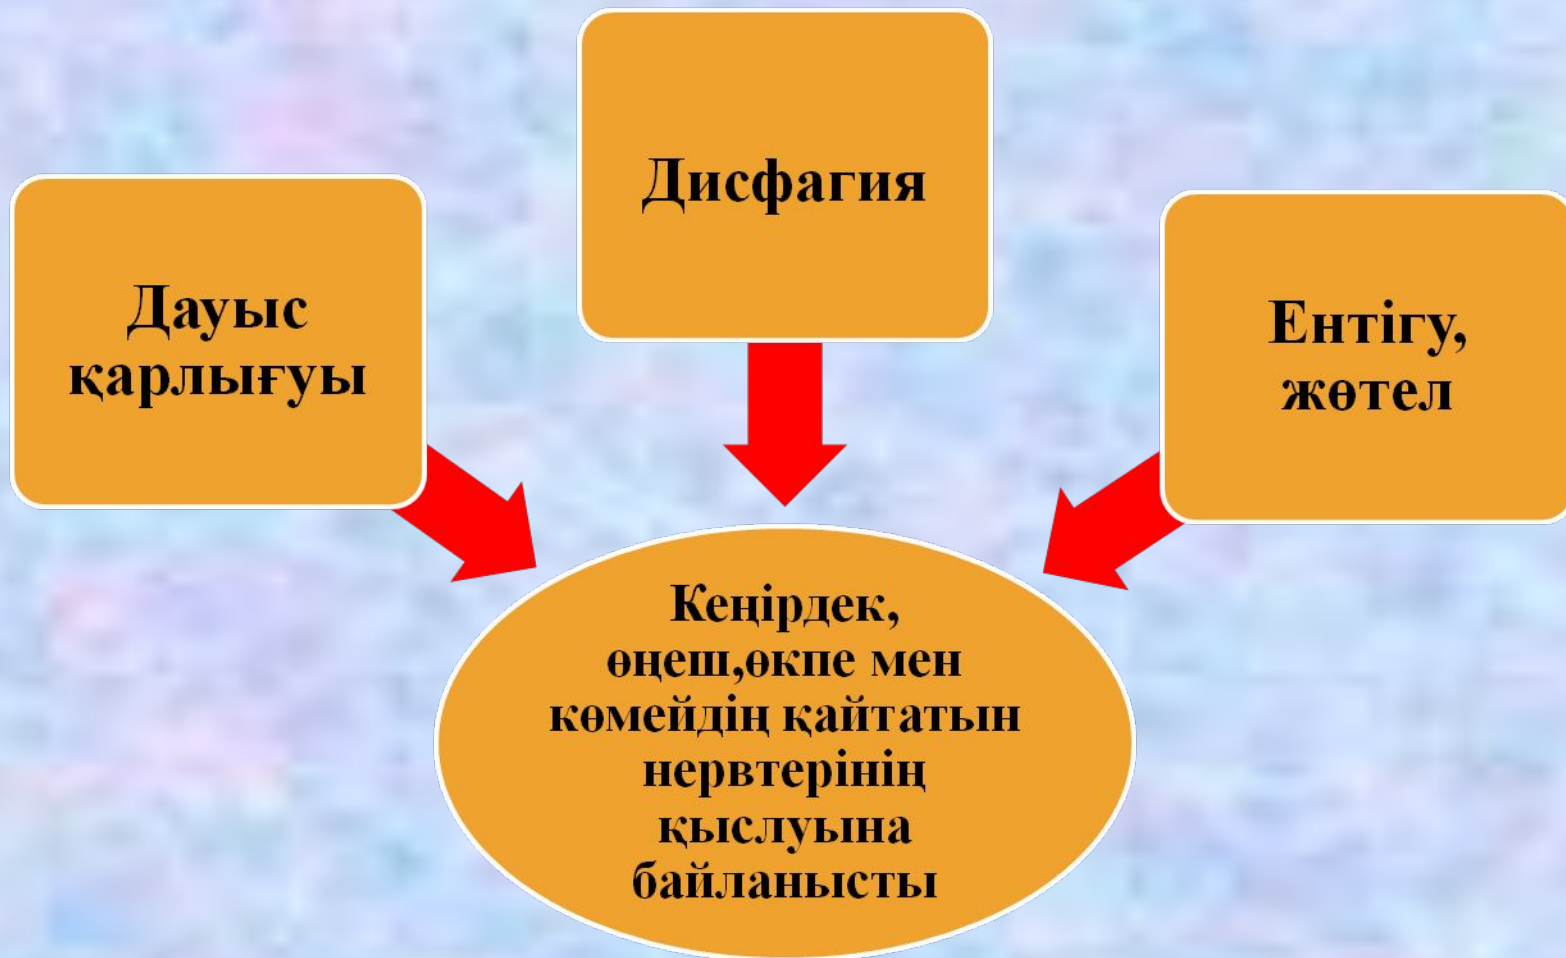 Дисфагия
Дауыс
қарлығуы
Ентігу,
жөтел
Кеңірдек,
өңеш,өкпе мен
көмейдің қайтатын
нервтерінің
қыслуына
байланысты